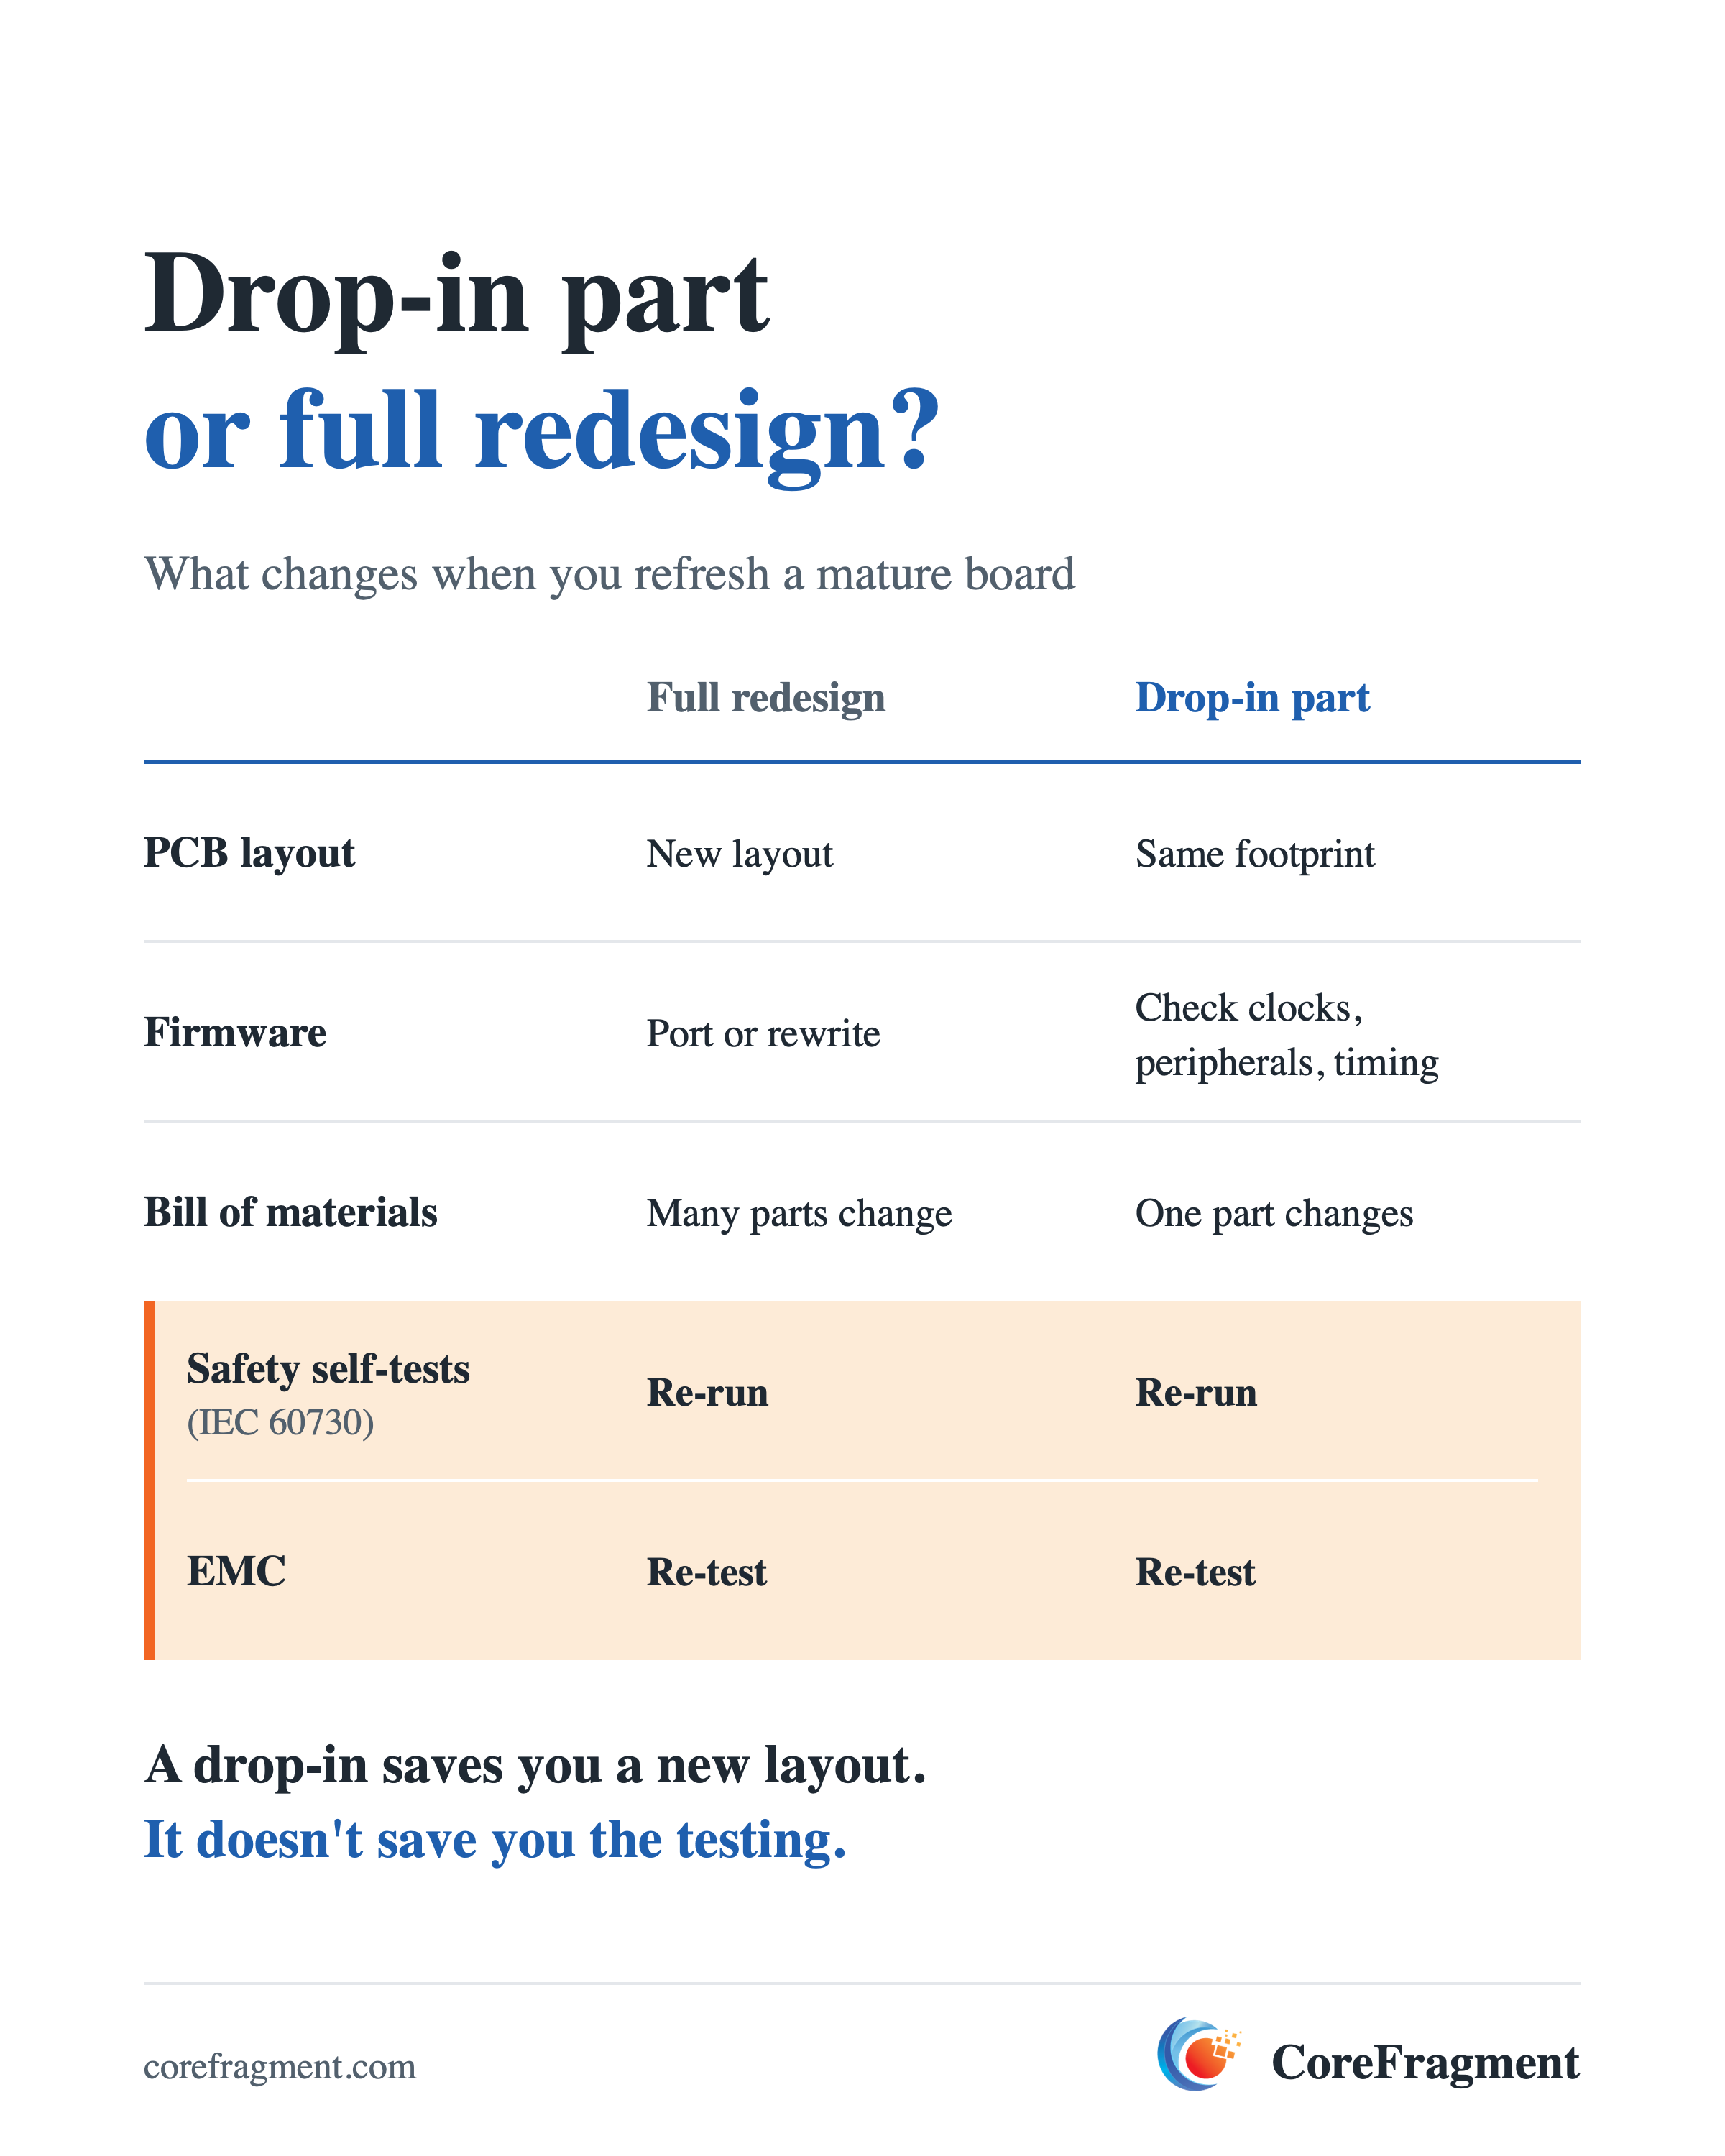 Drop-in part
or full redesign?
What changes when you refresh a mature board
Full redesign Drop-in part
PCB layout New layout Same footprint
Firmware Port or rewrite Check clocks,
peripherals, timing
Bill of materials Many parts change One part changes
Safety self-tests
(IEC 60730)
Re-run Re-run
EMC Re-test Re-test
A drop-in saves you a new layout.
It doesn't save you the testing.
corefragment.com CoreFragment